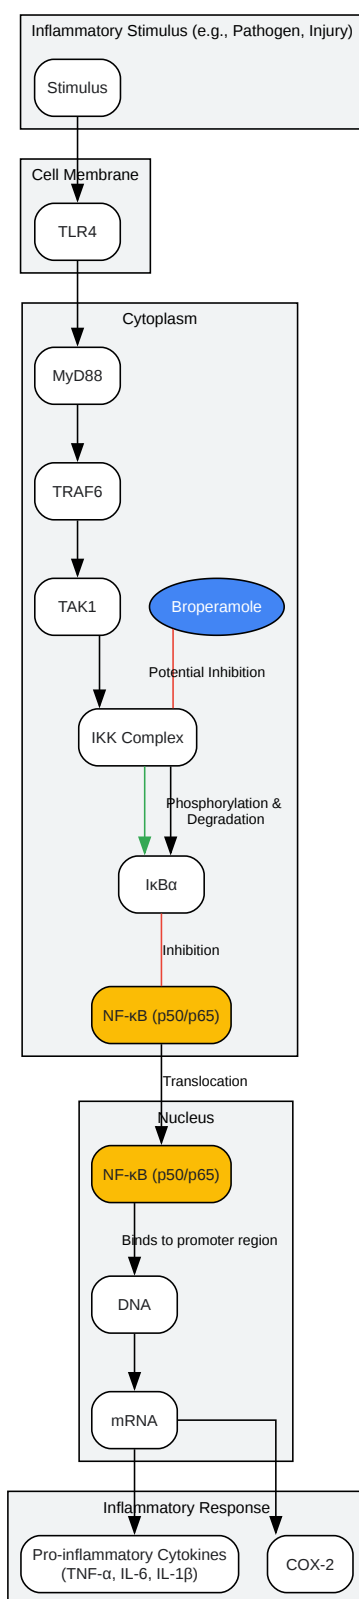 Inflammatory Stimulus (e.g., Pathogen, Injury)
Stimulus
Cell Membrane
TLR4
Cytoplasm
MyD88
TRAF6
TAK1
Broperamole
Potential Inhibition
IKK Complex
Phosphorylation &
Degradation
IκBα
Inhibition
NF-κB (p50/p65)
Translocation
Nucleus
NF-κB (p50/p65)
Binds to promoter region
DNA
mRNA
Inflammatory Response
Pro-inflammatory Cytokines
(TNF-α, IL-6, IL-1β)
COX-2